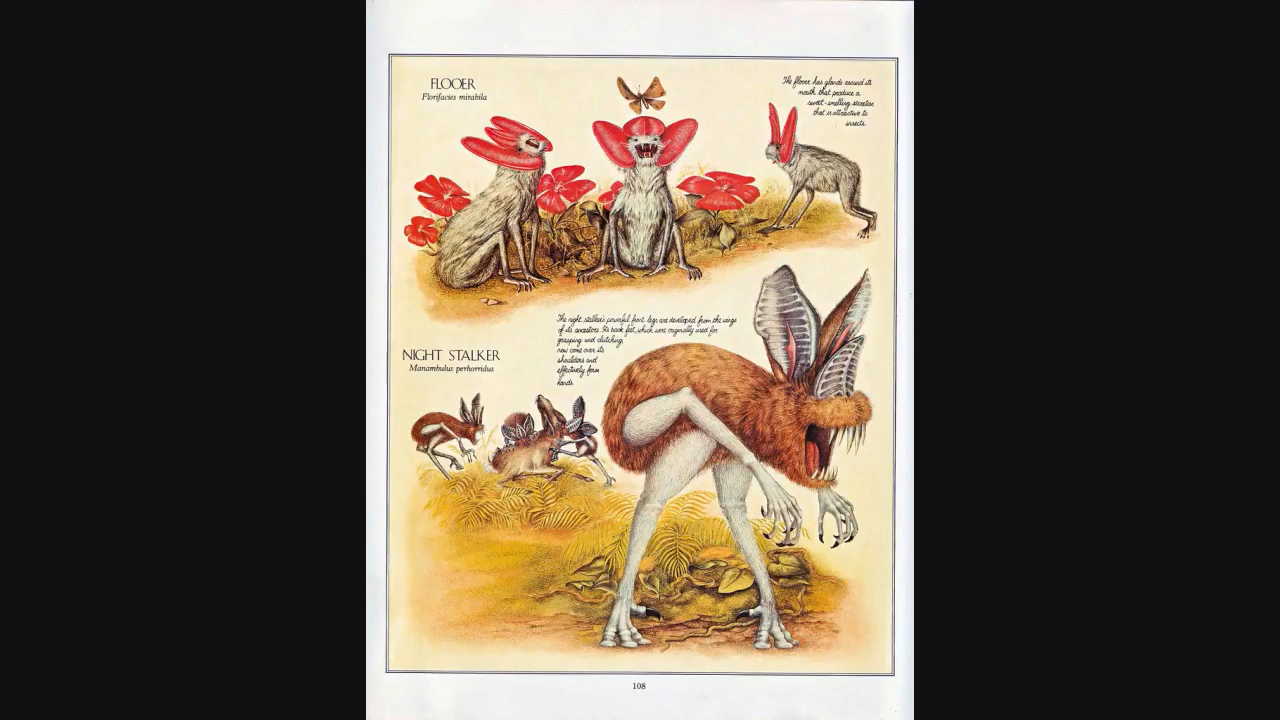 FLOOER
Florifacies mirabila
The flooer has glands around its
mouth that produce a
sweet-smelling secretion
that is attractive to
insects.
The night stalker's powerful front legs are developed from the wings
of its ancestors. Its back feet, which were originally used for
grasping and clutching,
now come over its
shoulders and
effectively form
hands.
NIGHT STALKER
Manambulus perhorridus
108